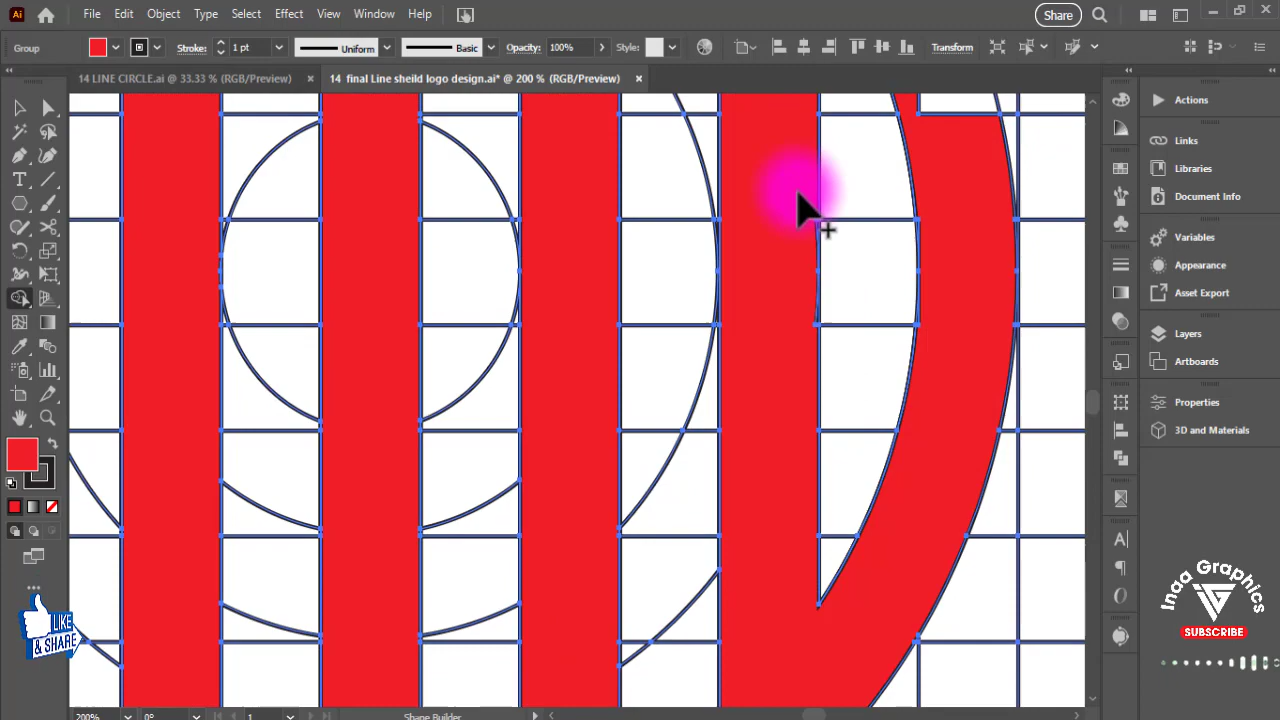 Ai File Edit Object Type Select Effect View Window Help Share
Group Stroke: 1 pt Uniform Basic Opacity: 100% Style: Transform
14 LINE CIRCLE.ai @ 33.33 % (RGB/Preview) × 14 final Line sheild logo design.ai* @ 200 % (RGB/Preview) ×
Actions
Links
Libraries
Document Info
Variables
Appearance
Asset Export
Layers
Artboards
Properties
3D and Materials
LIKE
& SHARE
Inaa Graphics
SUBSCRIBE
200% 0° 1 Shape Builder